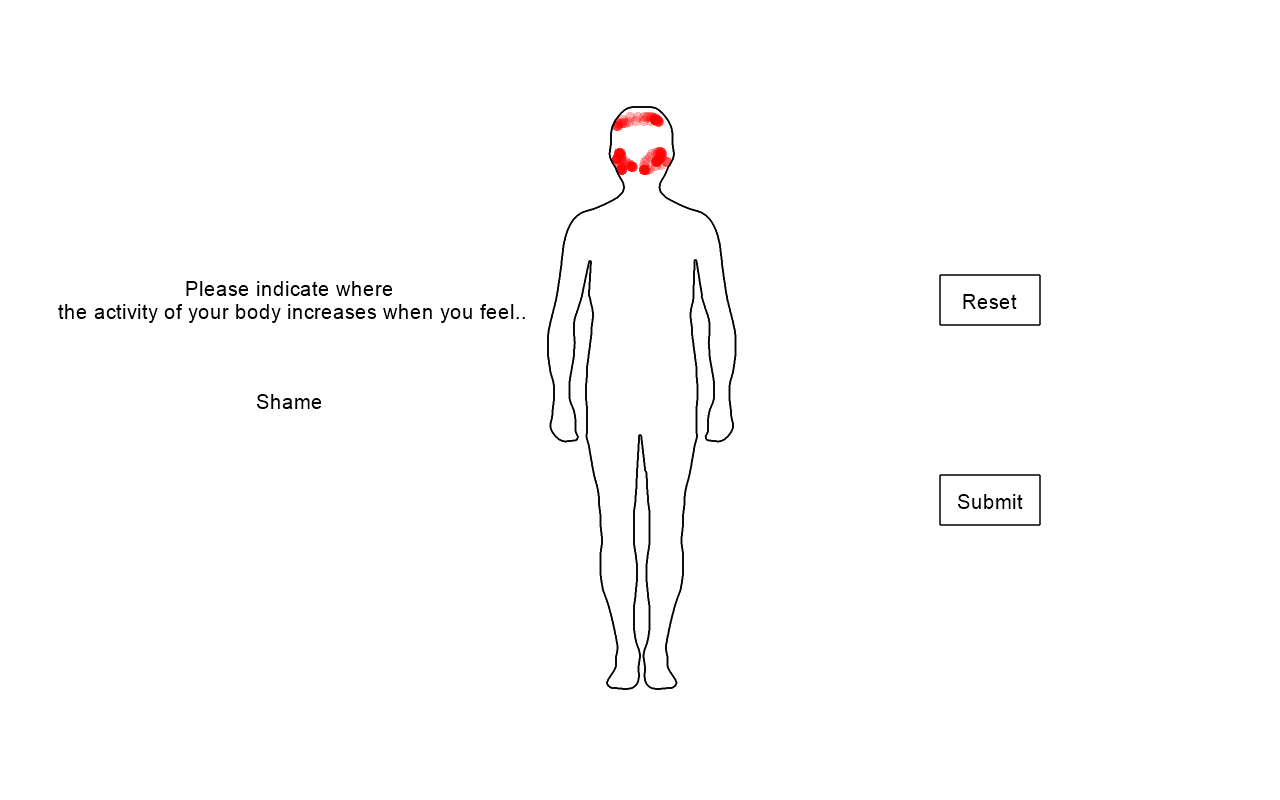 Please indicate where
the activity of your body increases when you feel..
Shame
Reset
Submit